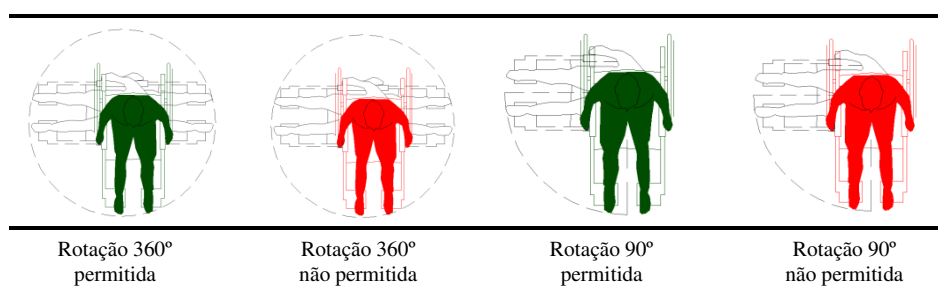 Rotação 360º
permitida
Rotação 360º
não permitida
Rotação 90º
permitida
Rotação 90º
não permitida